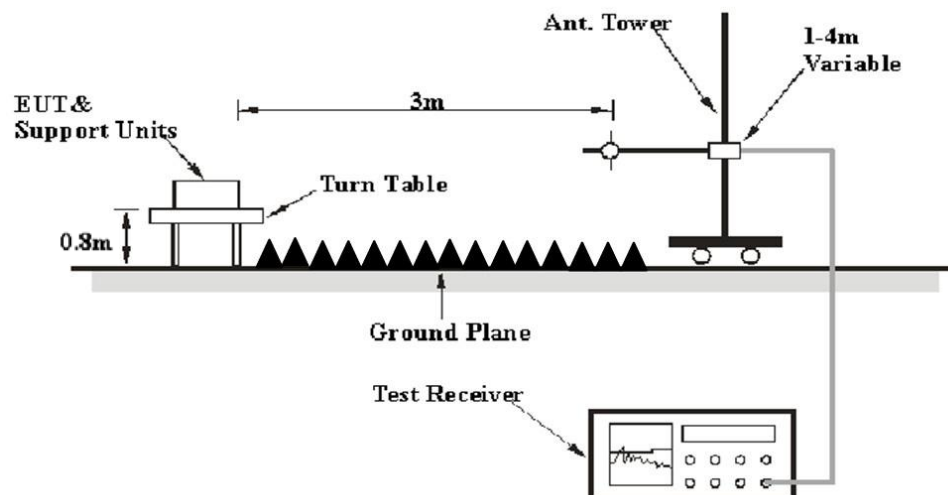 Ant. Tower
1-4m
Variable
3m
EUT&
Support Units
Turn Table
0.8m
Ground Plane
Test Receiver